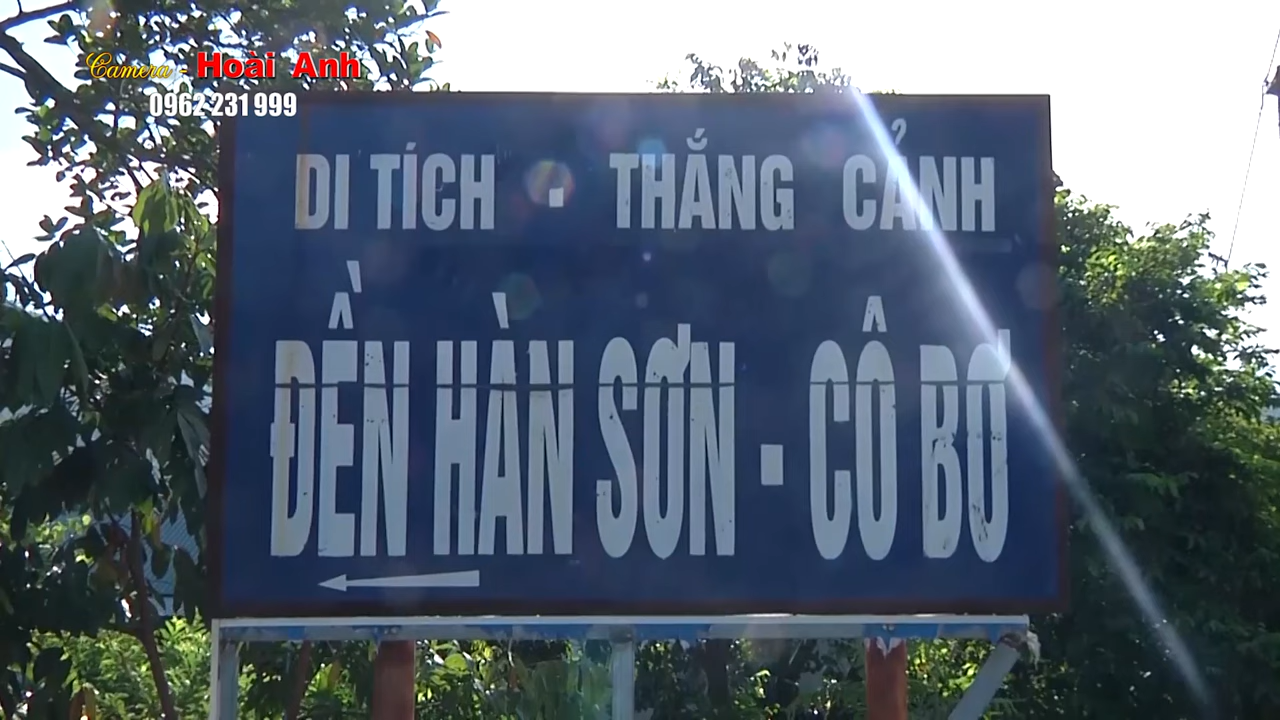 Camera - Hoài Anh
0962 231 999
DI TÍCH - THẮNG CẢNH
ĐỀN HÀN SƠN - CÔ BƠ